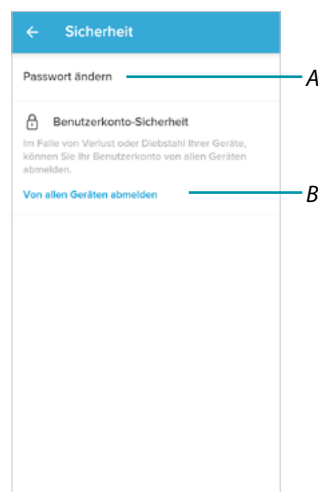 Sicherheit
Passwort ändern
A
Benutzerkonto-Sicherheit
Im Falle von Verlust oder Diebstahl Ihrer Geräte,
können Sie Ihr Benutzerkonto von allen Geräten
abmelden.
Von allen Geräten abmelden
B